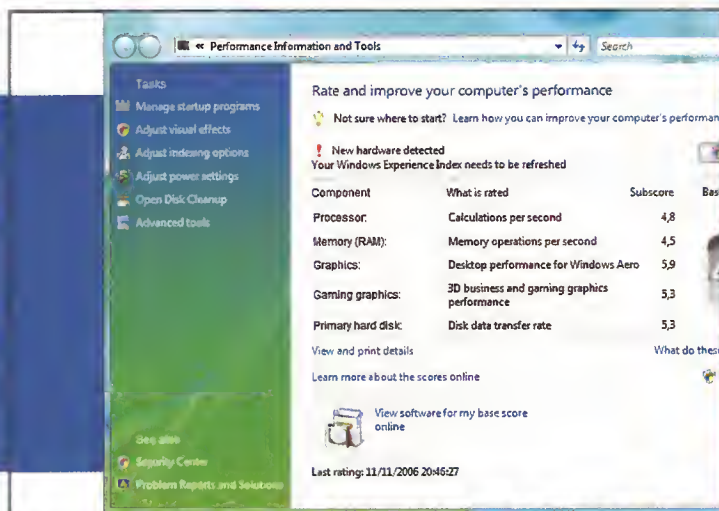 « Performance Information and Tools
Search
Tasks
Manage startup programs
Adjust visual effects
Adjust indexing options
Adjust power settings
Open Disk Cleanup
Advanced tools
See also
Security Center
Problem Reports and Solutions
Rate and improve your computer's performance
Not sure where to start? Learn how you can improve your computer's performan
New hardware detected
Your Windows Experience Index needs to be refreshed
Component What is rated Subscore Bas
Processor: Calculations per second 4,8
Memory (RAM): Memory operations per second 4,5
Graphics: Desktop performance for Windows Aero 5,9
Gaming graphics: 3D business and gaming graphics
performance 5,3
Primary hard disk: Disk data transfer rate 5,3
View and print details What do these
Learn more about the scores online
View software for my base score
online
Last rating: 11/11/2006 20:46:27